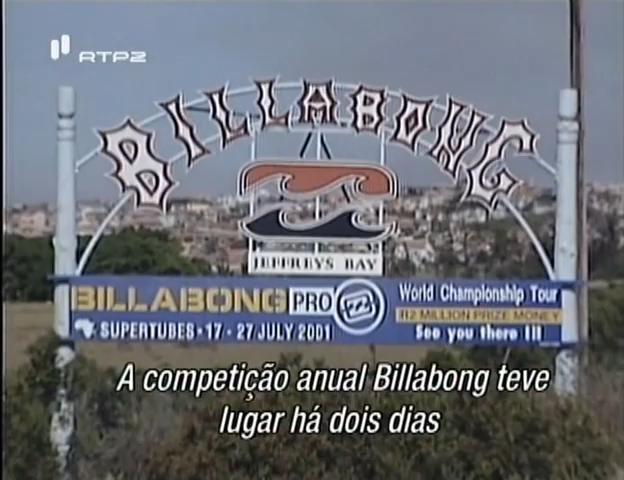 RTP2
BILLABONG
JEFFREYS BAY
BILLABONG PRO
SUPERTUBES · 17 - 27 JULY 2001
World Championship Tour
R2 MILLION PRIZE MONEY
See you there !!!
A competição anual Billabong teve
lugar há dois dias